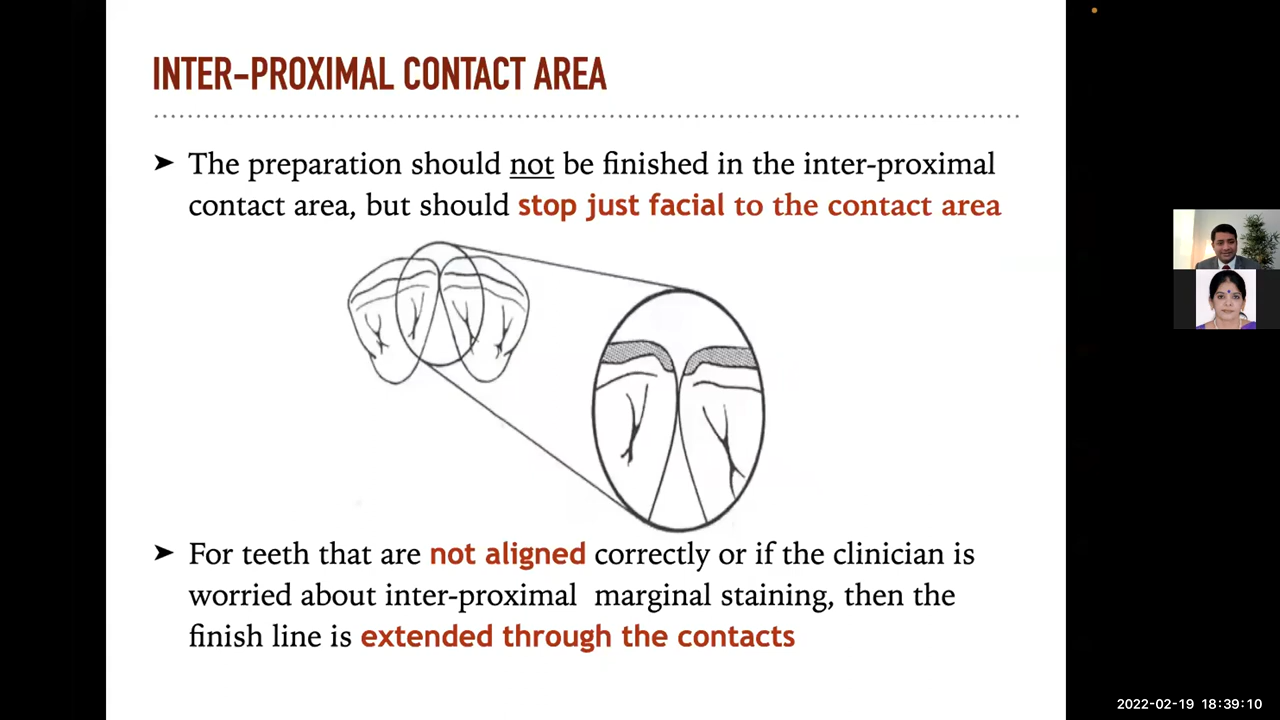 INTER-PROXIMAL CONTACT AREA
➤ The preparation should not be finished in the inter-proximal
contact area, but should stop just facial to the contact area
➤ For teeth that are not aligned correctly or if the clinician is
worried about inter-proximal marginal staining, then the
finish line is extended through the contacts
2022-02-19 18:39:10